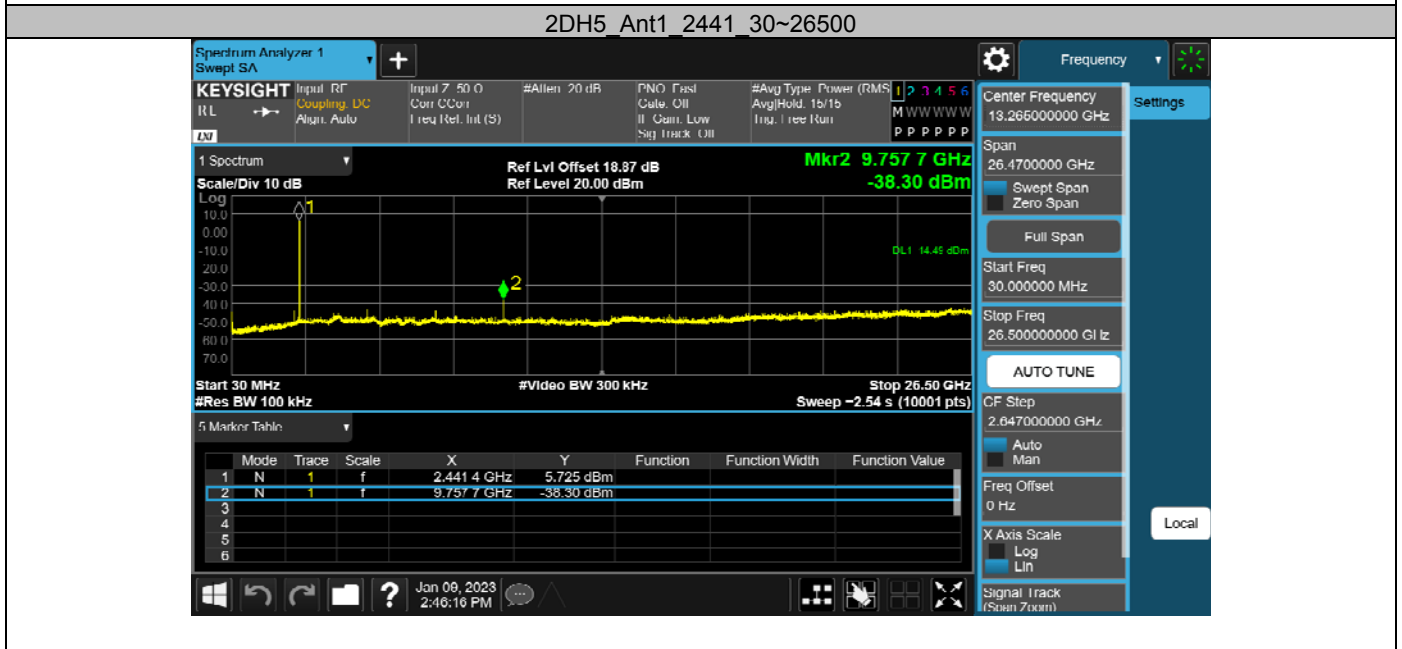 2DH5_Ant1_2441_30~26500
Spectrum Analyzer 1
Swept SA
+
Frequency
KEYSIGHT
RL
LXI
Input RF
Coupling. DC
Align. Auto
Input Z 50 Ω
Corr CCorr
Freq Ref. Int (S)
#Atten 20 dB
PNO Fast
Gate. Off
IF Gain. Low
Sig Track Off
#Avg Type Power (RMS
Avg|Hold. 15/15
Trig. Free Run
1 2 3 4 5 6
M W W W W W
P P P P P P
Center Frequency
13.265000000 GHz
Settings
1 Spectrum
Scale/Div 10 dB
Ref Lvl Offset 18.87 dB
Ref Level 20.00 dBm
Mkr2 9.757 7 GHz
-38.30 dBm
Span
26.4700000 GHz
Swept Span
Zero Span
Full Span
Start Freq
30.000000 MHz
Stop Freq
26.500000000 GHz
AUTO TUNE
CF Step
2.647000000 GHz
Auto
Man
Freq Offset
0 Hz
X Axis Scale
Log
Lin
Signal Track
(Span Zoom)
Local
Log
10.0
0.00
-10.0
20.0
-30.0
40.0
-50.0
60.0
70.0
1
2
DL1 14.45 dBm
Start 30 MHz
#Res BW 100 kHz
#Video BW 300 kHz
Stop 26.50 GHz
Sweep ~2.54 s (10001 pts)
5 Marker Table
Mode Trace Scale X Y Function Function Width Function Value
1 N 1 f 2.441 4 GHz 5.725 dBm
2 N 1 f 9.757 7 GHz -38.30 dBm
3
4
5
6
?
Jan 09, 2023
2:46:16 PM